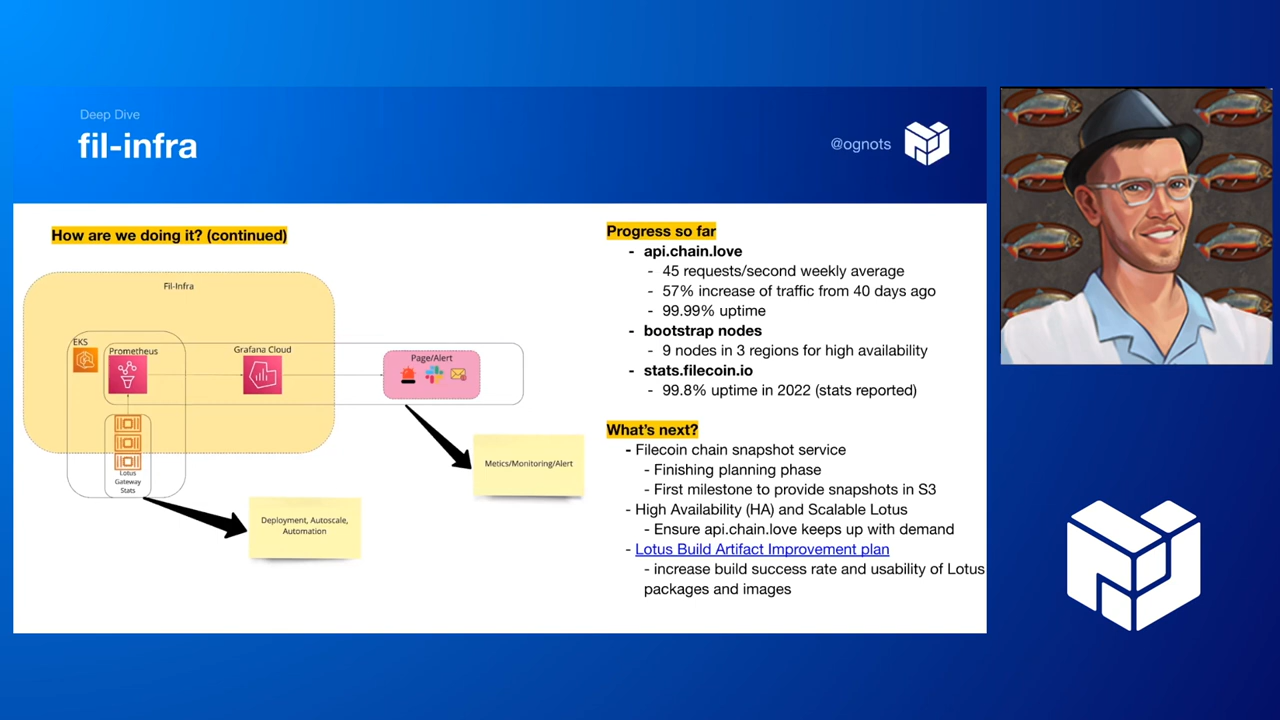 Deep Dive
fil-infra
@ognots
How are we doing it? (continued)
Fil-Infra
EKS
Prometheus
Grafana Cloud
Page/Alert
Lotus
Gateway
Stats
Metics/Monitoring/Alert
Deployment, Autoscale,
Automation
Progress so far
- api.chain.love
- 45 requests/second weekly average
- 57% increase of traffic from 40 days ago
- 99.99% uptime
- bootstrap nodes
- 9 nodes in 3 regions for high availability
- stats.filecoin.io
- 99.8% uptime in 2022 (stats reported)
What's next?
- Filecoin chain snapshot service
- Finishing planning phase
- First milestone to provide snapshots in S3
- High Availability (HA) and Scalable Lotus
- Ensure api.chain.love keeps up with demand
- Lotus Build Artifact Improvement plan
- increase build success rate and usability of Lotus
packages and images